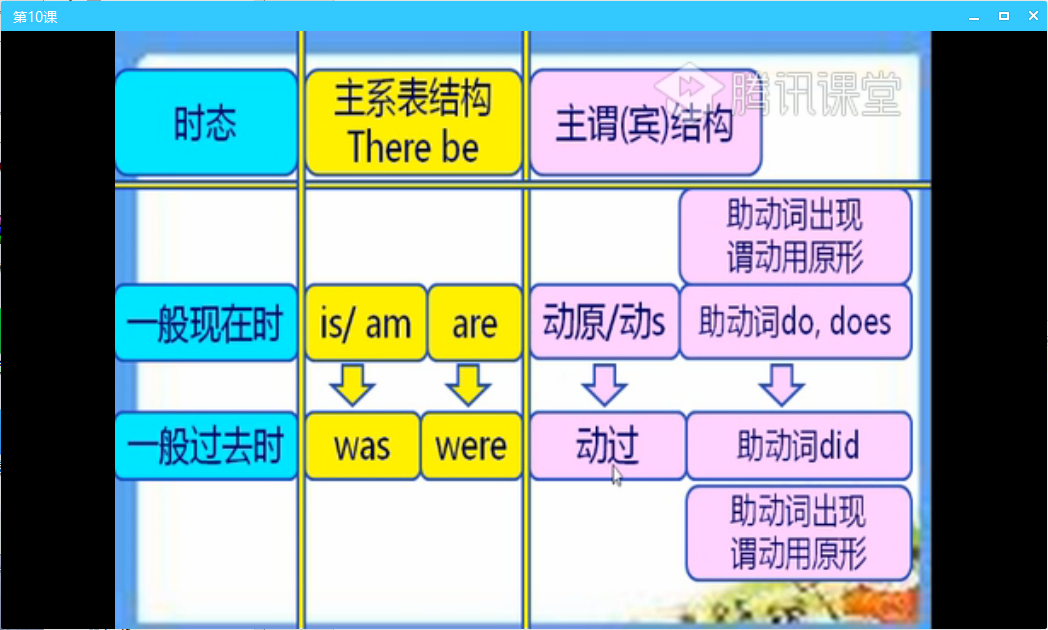 第10课
腾讯课堂
时态
主系表结构
There be
主谓(宾)结构
助动词出现
谓动用原形
一般现在时
is/ am
are
动原/动s
助动词do, does
一般过去时
was
were
动过
助动词did
助动词出现
谓动用原形